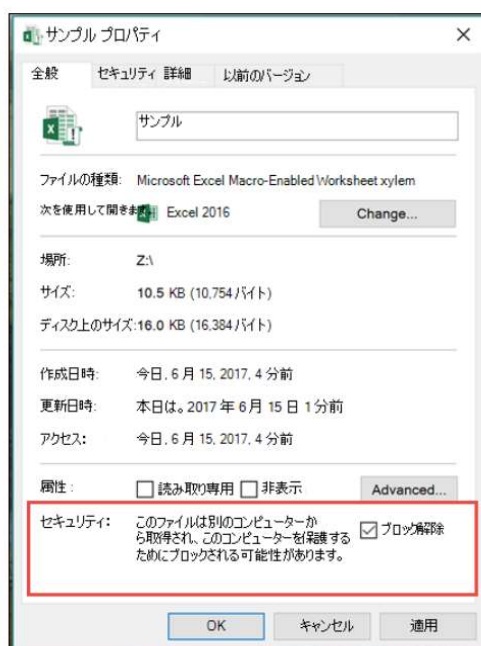 サンプル プロパティ
全般 セキュリティ 詳細 以前のバージョン
サンプル
ファイルの種類: Microsoft Excel Macro-Enabled Worksheet xylem
次を使用して開きます Excel 2016 Change...
場所: Z:\
サイズ: 10.5 KB (10,754バイト)
ディスク上のサイズ:16.0 KB (16,384バイト)
作成日時: 今日、6 月 15, 2017, 4 分前
更新日時: 本日は。2017 年 6 月 15 日 1 分前
アクセス: 今日、6 月 15, 2017, 4 分前
属性: 読み取り専用 非表示 Advanced...
セキュリティ: このファイルは別のコンピューターか
ら取得され、このコンピューターを保護する ブロック解除
ためにブロックされる可能性があります。
OK キャンセル 適用